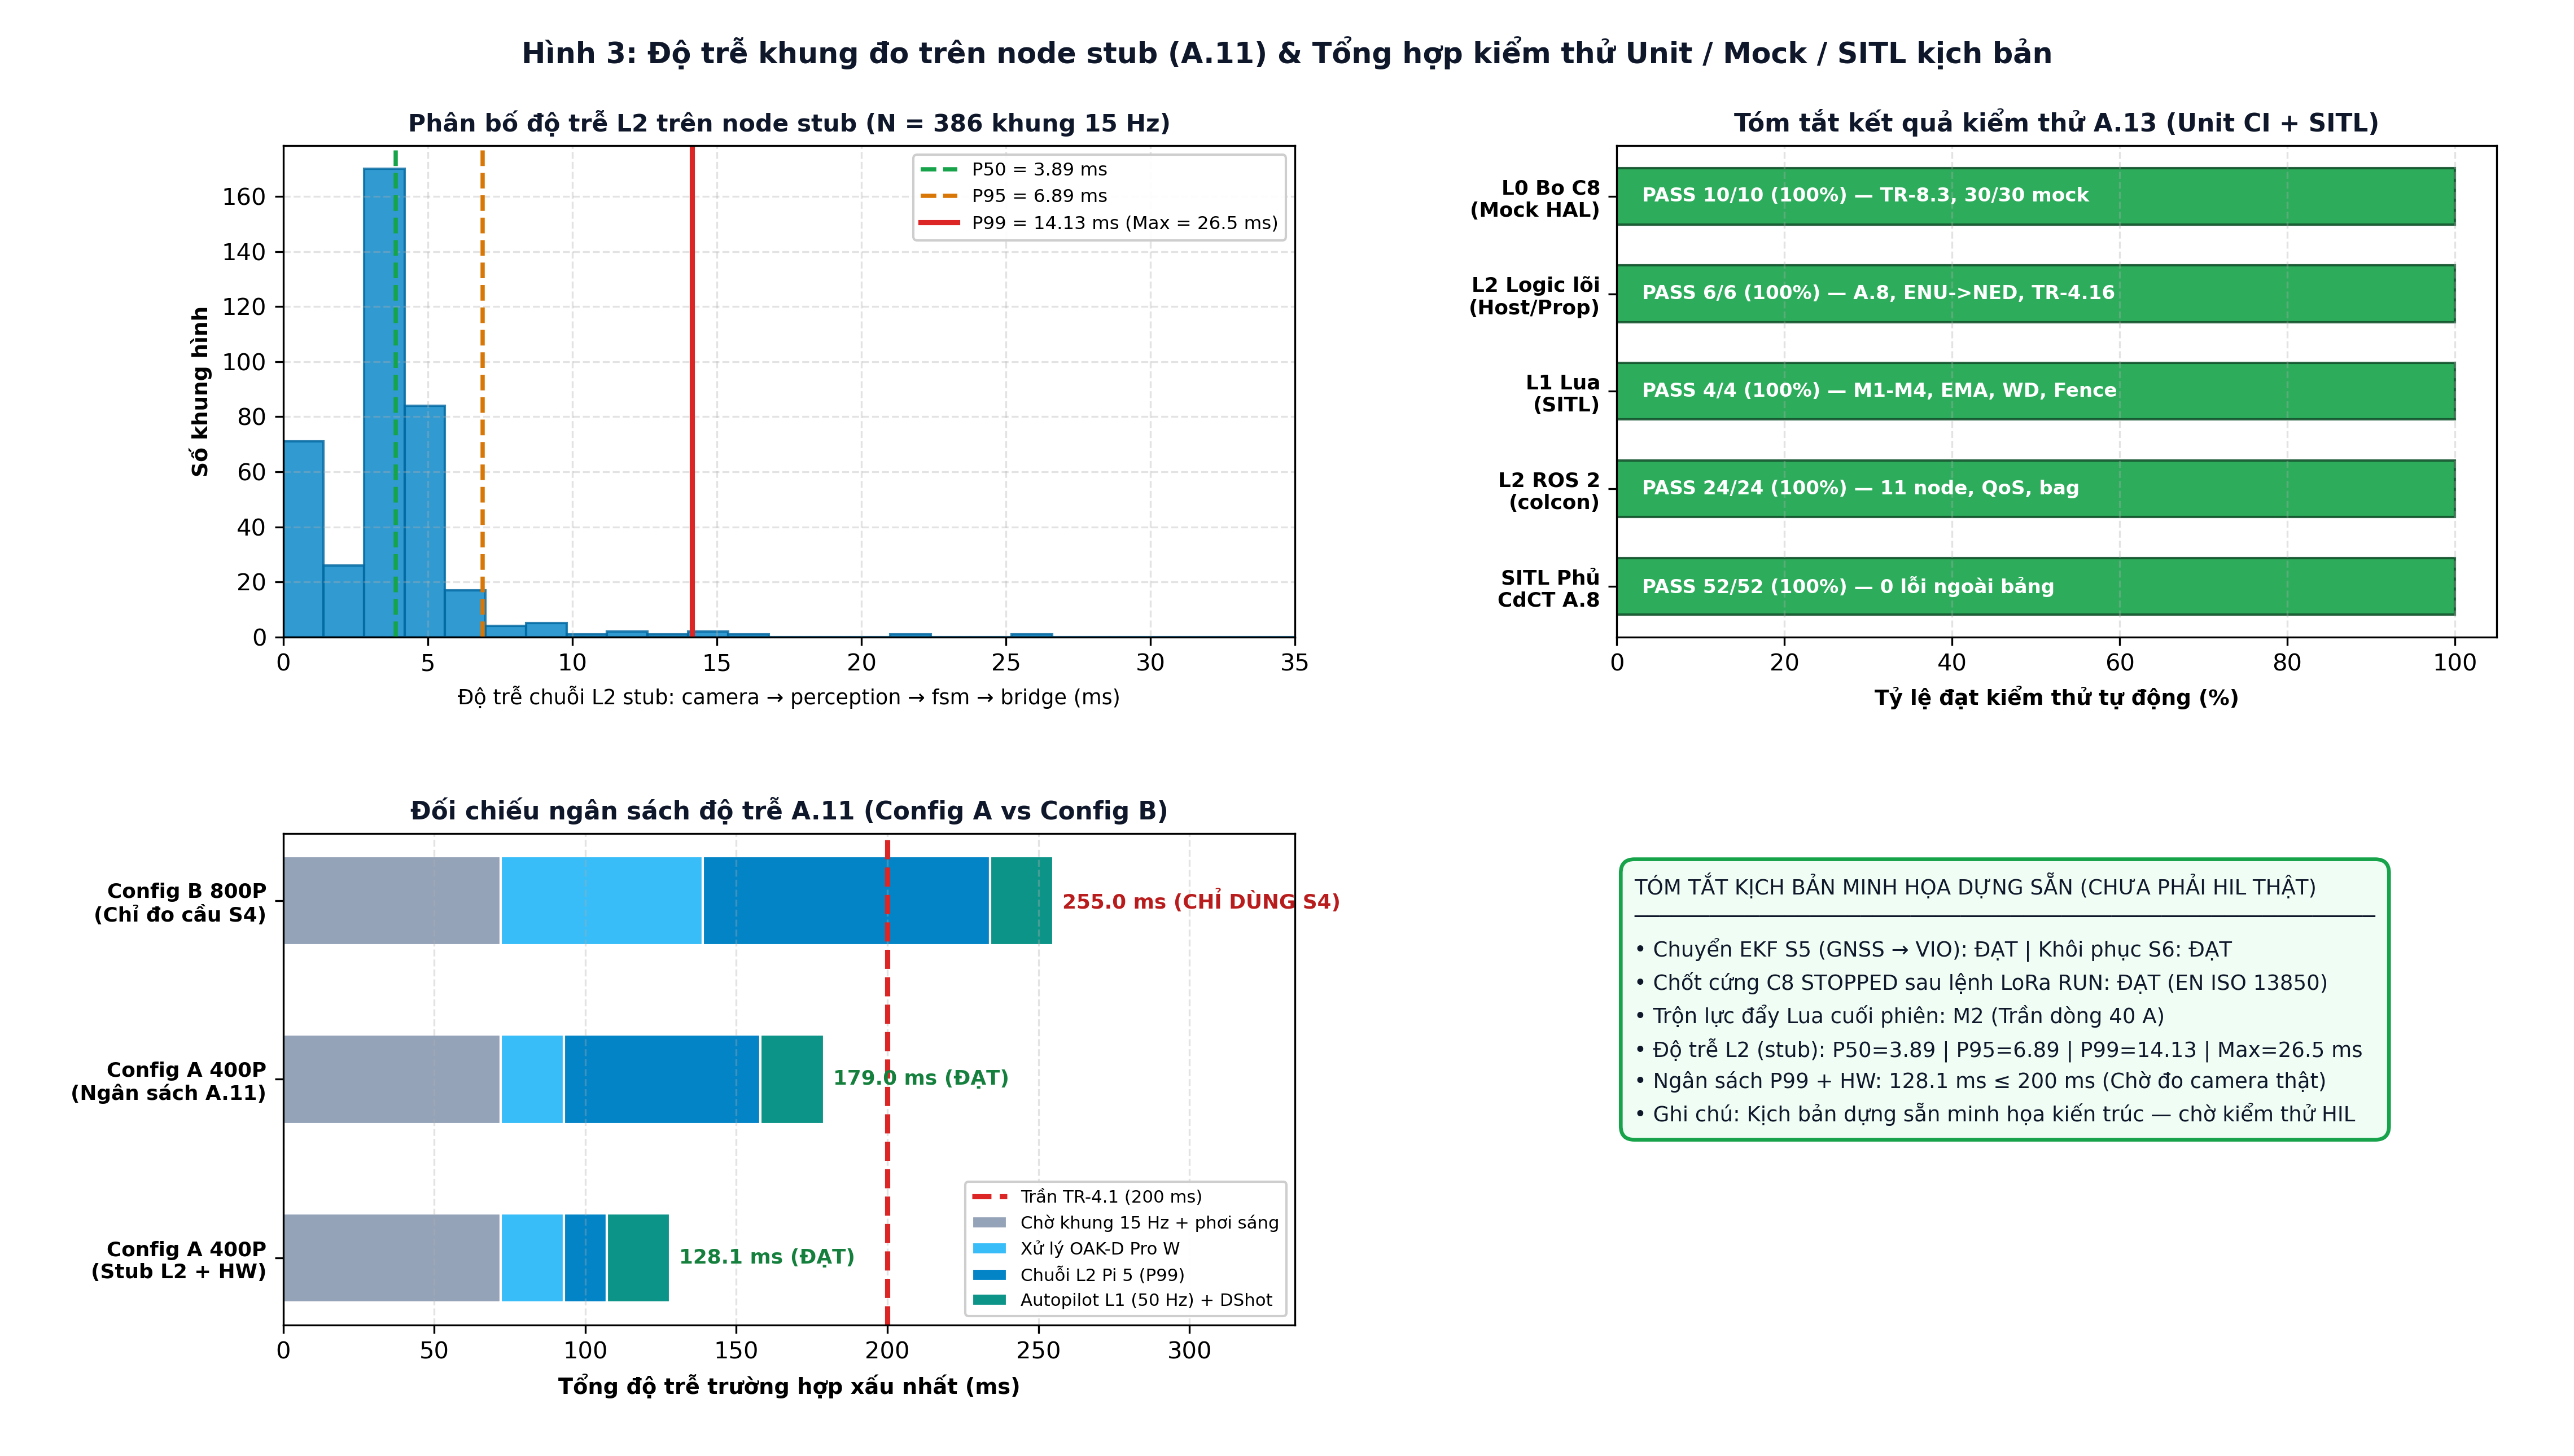 Hình 3: Độ trễ khung đo trên node stub (A.11) & Tổng hợp kiểm thử Unit / Mock / SITL kịch bản
Phân bố độ trễ L2 trên node stub (N = 386 khung 15 Hz)
Số khung hình
160
140
120
100
80
60
40
20
0
P50 = 3.89 ms
P95 = 6.89 ms
P99 = 14.13 ms (Max = 26.5 ms)
0 5 10 15 20 25 30 35
Độ trễ chuỗi L2 stub: camera → perception → fsm → bridge (ms)
Tóm tắt kết quả kiểm thử A.13 (Unit CI + SITL)
L0 Bo C8
(Mock HAL)
PASS 10/10 (100%) — TR-8.3, 30/30 mock
L2 Logic lõi
(Host/Prop)
PASS 6/6 (100%) — A.8, ENU->NED, TR-4.16
L1 Lua
(SITL)
PASS 4/4 (100%) — M1-M4, EMA, WD, Fence
L2 ROS 2
(colcon)
PASS 24/24 (100%) — 11 node, QoS, bag
SITL Phủ
CdCT A.8
PASS 52/52 (100%) — 0 lỗi ngoài bảng
0 20 40 60 80 100
Tỷ lệ đạt kiểm thử tự động (%)
Đối chiếu ngân sách độ trễ A.11 (Config A vs Config B)
Config B 800P
(Chỉ đo cầu S4)
255.0 ms (CHỈ DÙNG S4)
Config A 400P
(Ngân sách A.11)
179.0 ms (ĐẠT)
Config A 400P
(Stub L2 + HW)
128.1 ms (ĐẠT)
Trần TR-4.1 (200 ms)
Chờ khung 15 Hz + phơi sáng
Xử lý OAK-D Pro W
Chuỗi L2 Pi 5 (P99)
Autopilot L1 (50 Hz) + DShot
0 50 100 150 200 250 300
Tổng độ trễ trường hợp xấu nhất (ms)
TÓM TẮT KỊCH BẢN MINH HỌA DỰNG SẴN (CHƯA PHẢI HIL THẬT)
• Chuyển EKF S5 (GNSS → VIO): ĐẠT | Khôi phục S6: ĐẠT
• Chốt cứng C8 STOPPED sau lệnh LoRa RUN: ĐẠT (EN ISO 13850)
• Trộn lực đẩy Lua cuối phiên: M2 (Trần dòng 40 A)
• Độ trễ L2 (stub): P50=3.89 | P95=6.89 | P99=14.13 | Max=26.5 ms
• Ngân sách P99 + HW: 128.1 ms ≤ 200 ms (Chờ đo camera thật)
• Ghi chú: Kịch bản dựng sẵn minh họa kiến trúc — chờ kiểm thử HIL